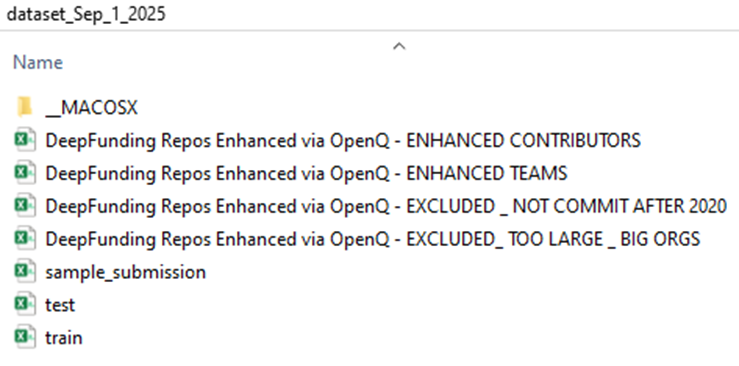 dataset_Sep_1_2025
Name
__MACOSX
DeepFunding Repos Enhanced via OpenQ - ENHANCED CONTRIBUTORS
DeepFunding Repos Enhanced via OpenQ - ENHANCED TEAMS
DeepFunding Repos Enhanced via OpenQ - EXCLUDED _ NOT COMMIT AFTER 2020
DeepFunding Repos Enhanced via OpenQ - EXCLUDED_ TOO LARGE _ BIG ORGS
sample_submission
test
train